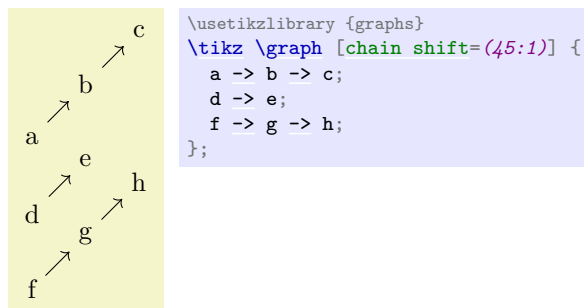 c
b
a
e
h
d
g
f
\usetikzlibrary {graphs}
\tikz \graph [chain shift=(45:1)] {
  a -> b -> c;
  d -> e;
  f -> g -> h;
};